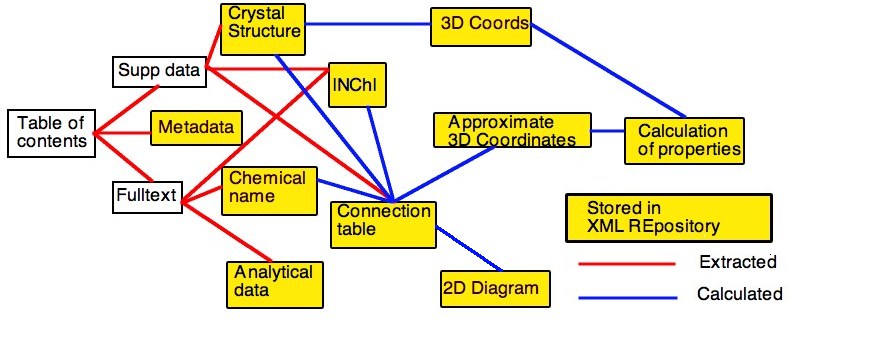 Crystal
Structure
3D Coords
Supp data
INChI
Table of
contents
Metadata
Approximate
3D Coordinates
Calculation
of properties
Fulltext
Chemical
name
Connection
table
Stored in
XML REpository
Extracted
Analytical
data
2D Diagram
Calculated